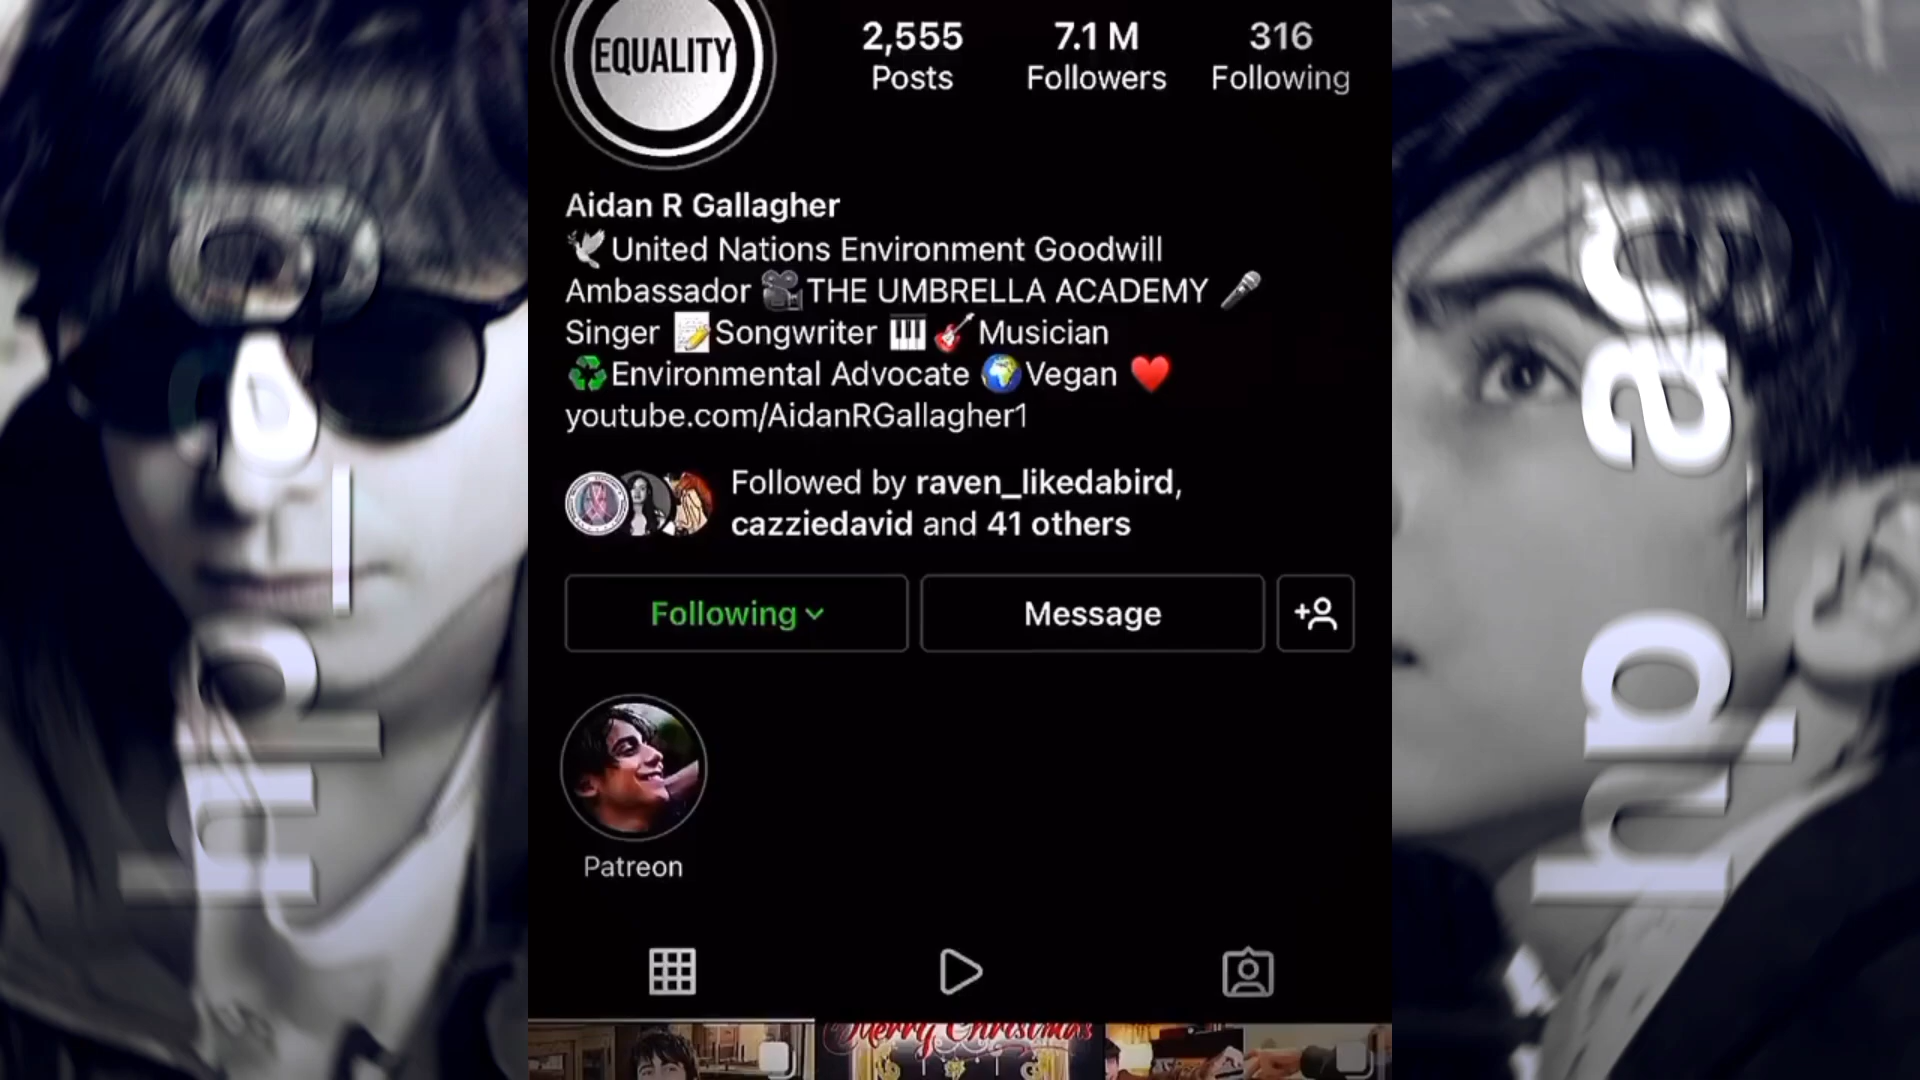 EQUALITY
2,555
Posts
7.1 M
Followers
316
Following
Aidan R Gallagher
🕊️United Nations Environment Goodwill
Ambassador 🎥THE UMBRELLA ACADEMY 🎤
Singer 📝Songwriter 🎹🎸Musician
♻️Environmental Advocate 🌍Vegan ❤️
youtube.com/AidanRGallagher1
Followed by raven_likedabird,
cazziedavid and 41 others
Following
Message
Patreon
Merry Christmas